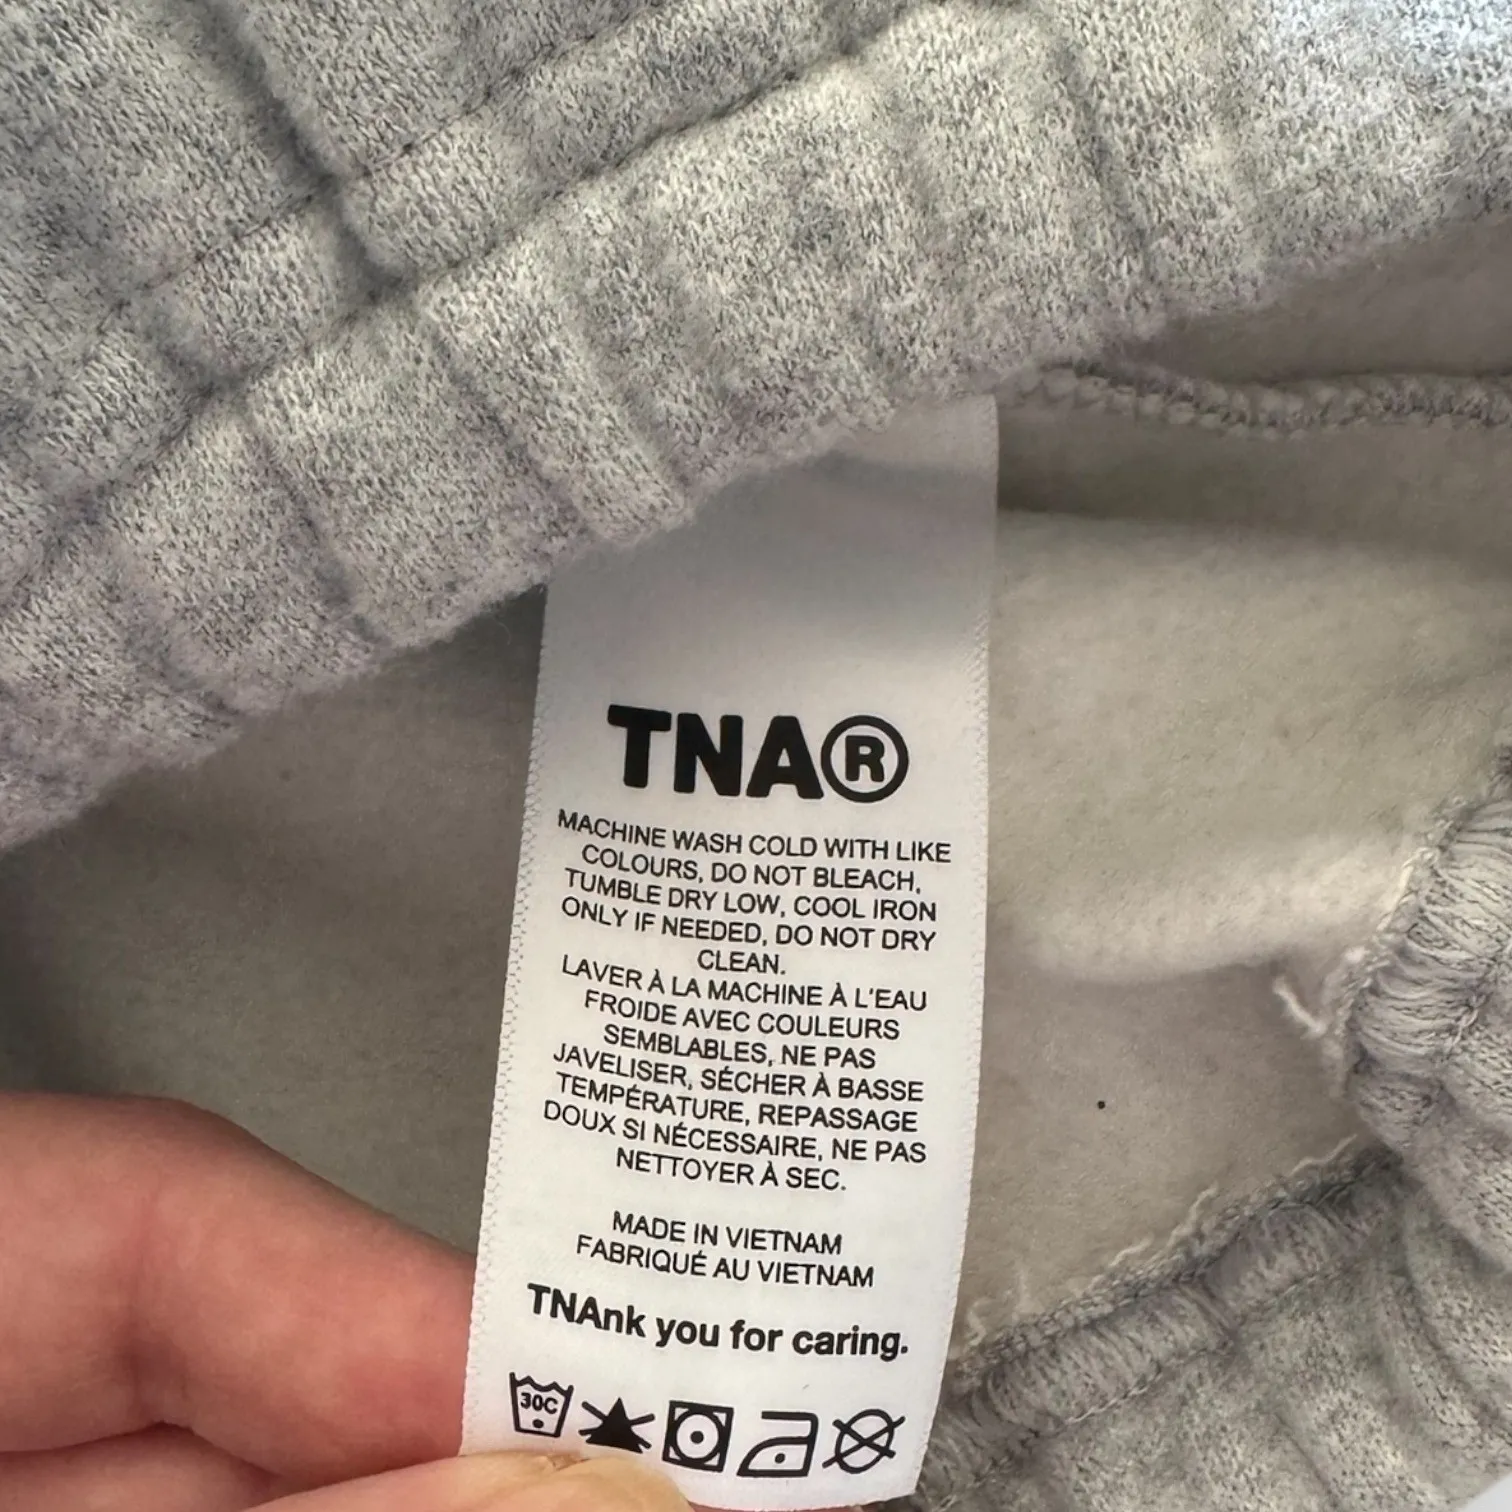 TNA®
MACHINE WASH COLD WITH LIKE
COLOURS, DO NOT BLEACH,
TUMBLE DRY LOW, COOL IRON
ONLY IF NEEDED, DO NOT DRY
CLEAN.
LAVER À LA MACHINE À L'EAU
FROIDE AVEC COULEURS
SEMBLABLES, NE PAS
JAVELISER, SÉCHER À BASSE
TEMPÉRATURE, REPASSAGE
DOUX SI NÉCESSAIRE, NE PAS
NETTOYER À SEC.
MADE IN VIETNAM
FABRIQUÉ AU VIETNAM
TNAnk you for caring.
30C